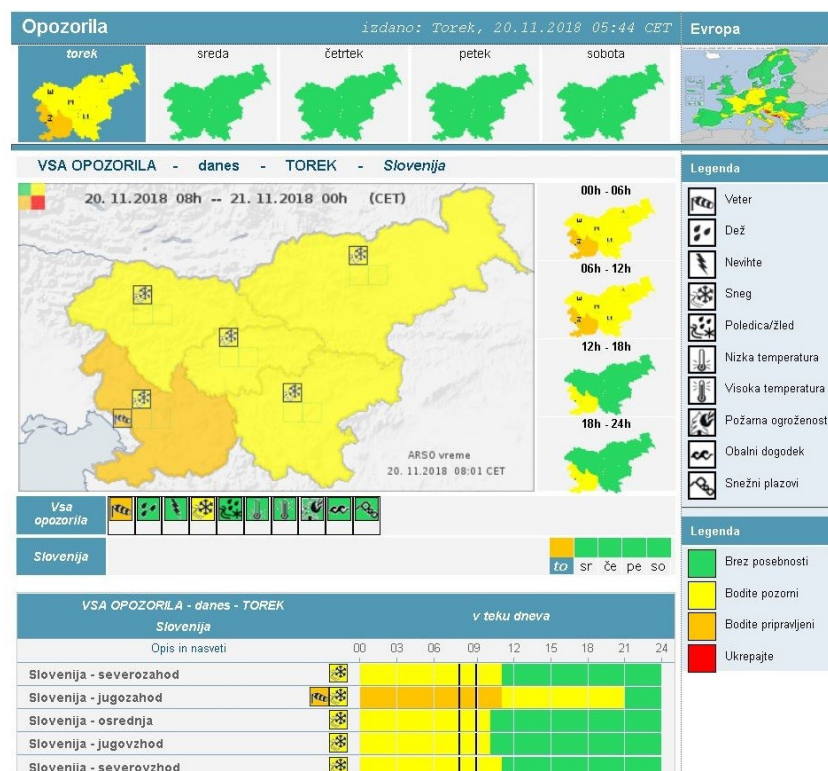 Opozorila
izdano: Torek, 20.11.2018 05:44 CET
Evropa
torek
sreda
četrtek
petek
sobota
VSA OPOZORILA - danes - TOREK - Slovenija
20. 11.2018 08h -- 21. 11.2018 00h (CET)
ARSO vreme
20. 11.2018 08:01 CET
00h - 06h
06h - 12h
12h - 18h
18h - 24h
Legenda
Veter
Dež
Nevihte
Sneg
Poledica/žled
Nizka temperatura
Visoka temperatura
Požarna ogroženost
Obalni dogodek
Snežni plazovi
Vsa
opozorila
Slovenija
to sr če pe so
Legenda
Brez posebnosti
Bodite pozorni
Bodite pripravljeni
Ukrepajte
VSA OPOZORILA - danes - TOREK
Slovenija
v teku dneva
Opis in nasveti
00 03 06 09 12 15 18 21 24
Slovenija - severozahod
Slovenija - jugozahod
Slovenija - osrednja
Slovenija - jugovzhod
Slovenija - severovzhod